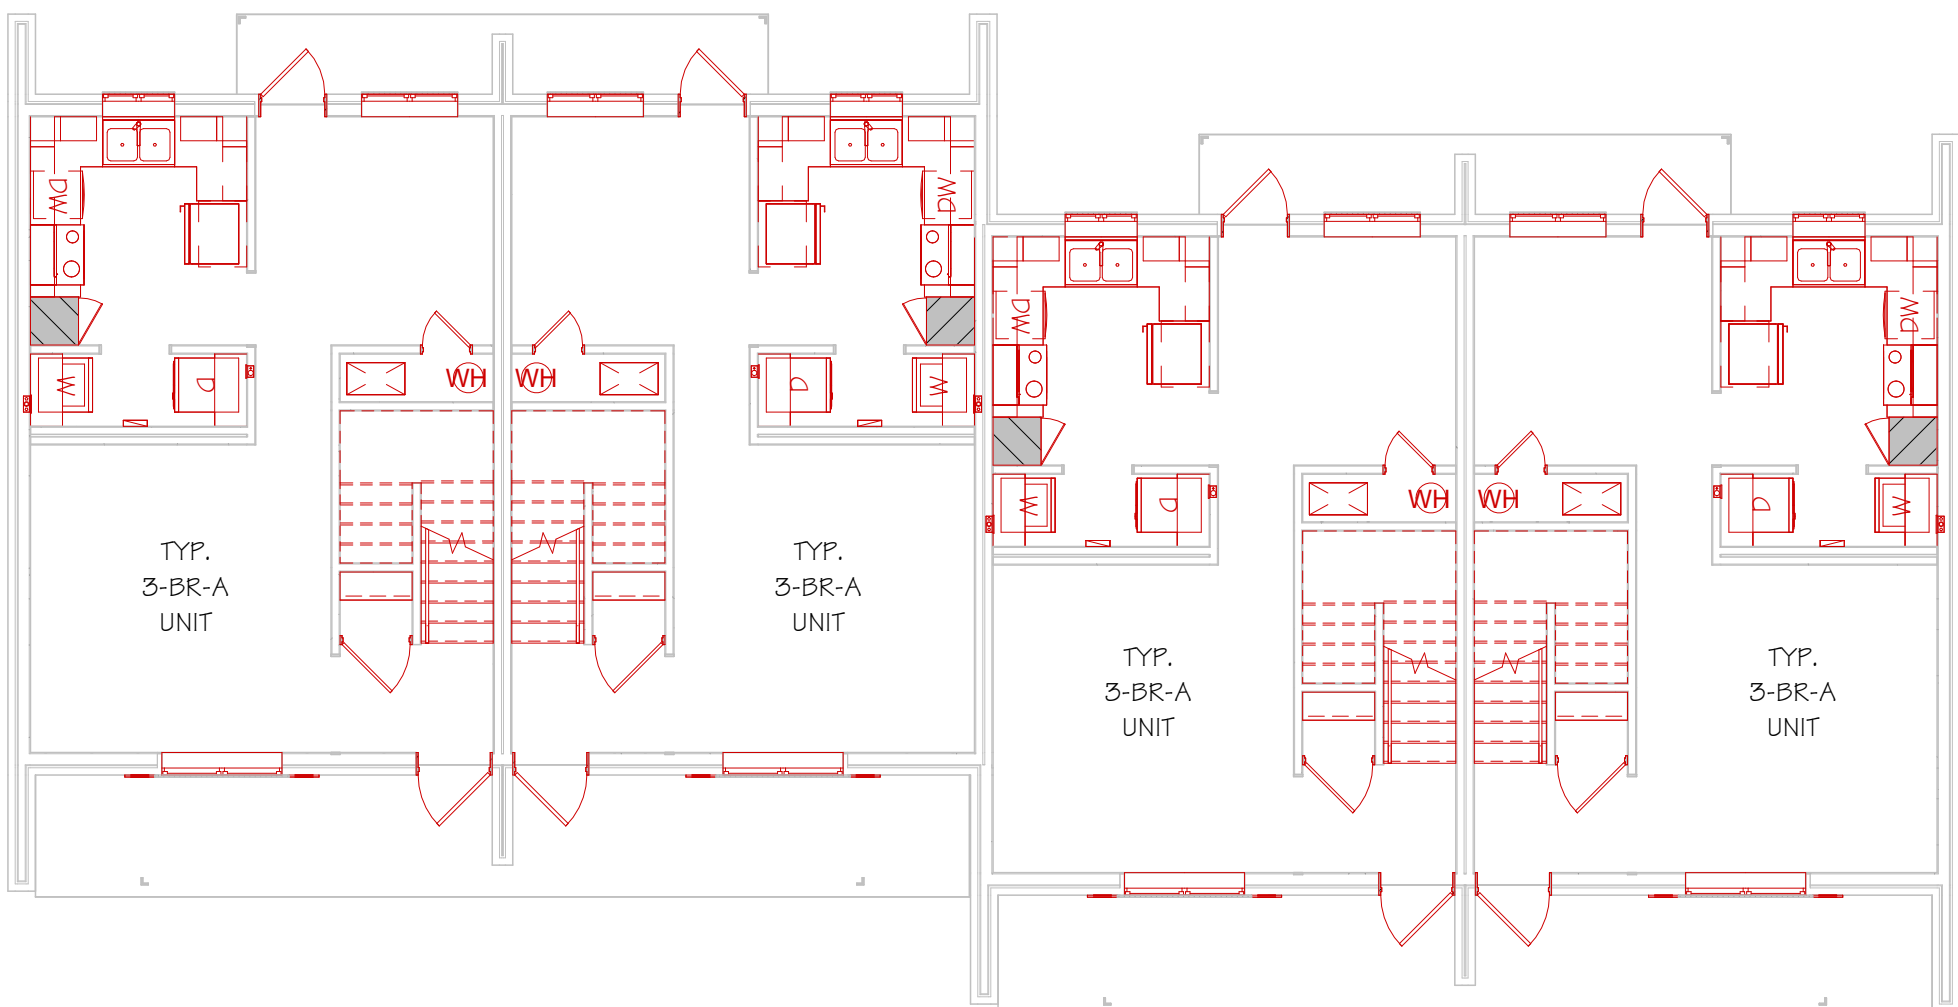 DW
DW
WH
WH
W
D
D
W
TYP.
3-BR-A
UNIT
TYP.
3-BR-A
UNIT
DW
DW
WH
WH
W
D
D
W
TYP.
3-BR-A
UNIT
TYP.
3-BR-A
UNIT